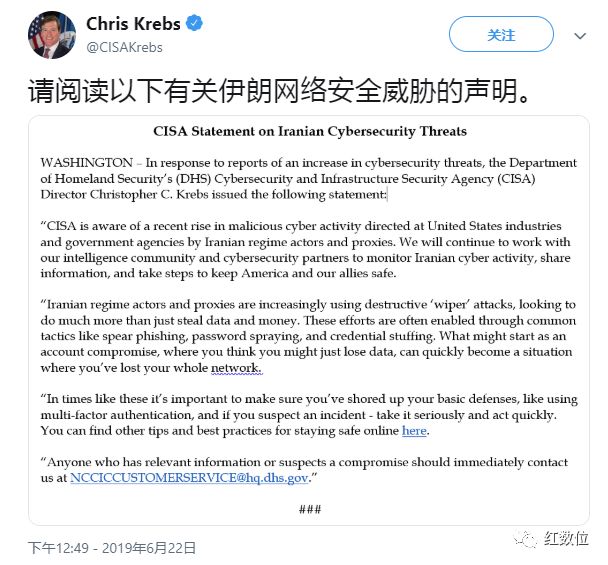 Chris Krebs
@CISAKrebs
关注
请阅读以下有关伊朗网络安全威胁的声明。
CISA Statement on Iranian Cybersecurity Threats
WASHINGTON – In response to reports of an increase in cybersecurity threats, the Department
of Homeland Security's (DHS) Cybersecurity and Infrastructure Security Agency (CISA)
Director Christopher C. Krebs issued the following statement:
“CISA is aware of a recent rise in malicious cyber activity directed at United States industries
and government agencies by Iranian regime actors and proxies. We will continue to work with
our intelligence community and cybersecurity partners to monitor Iranian cyber activity, share
information, and take steps to keep America and our allies safe.
“Iranian regime actors and proxies are increasingly using destructive ‘wiper’ attacks, looking to
do much more than just steal data and money. These efforts are often enabled through common
tactics like spear phishing, password spraying, and credential stuffing. What might start as an
account compromise, where you think you might just lose data, can quickly become a situation
where you've lost your whole network.
“In times like these it's important to make sure you've shored up your basic defenses, like using
multi-factor authentication, and if you suspect an incident - take it seriously and act quickly.
You can find other tips and best practices for staying safe online here.
“Anyone who has relevant information or suspects a compromise should immediately contact
us at NCCICCUSTOMERSERVICE@hq.dhs.gov.”
###
下午12:49 - 2019年6月22日
红数位